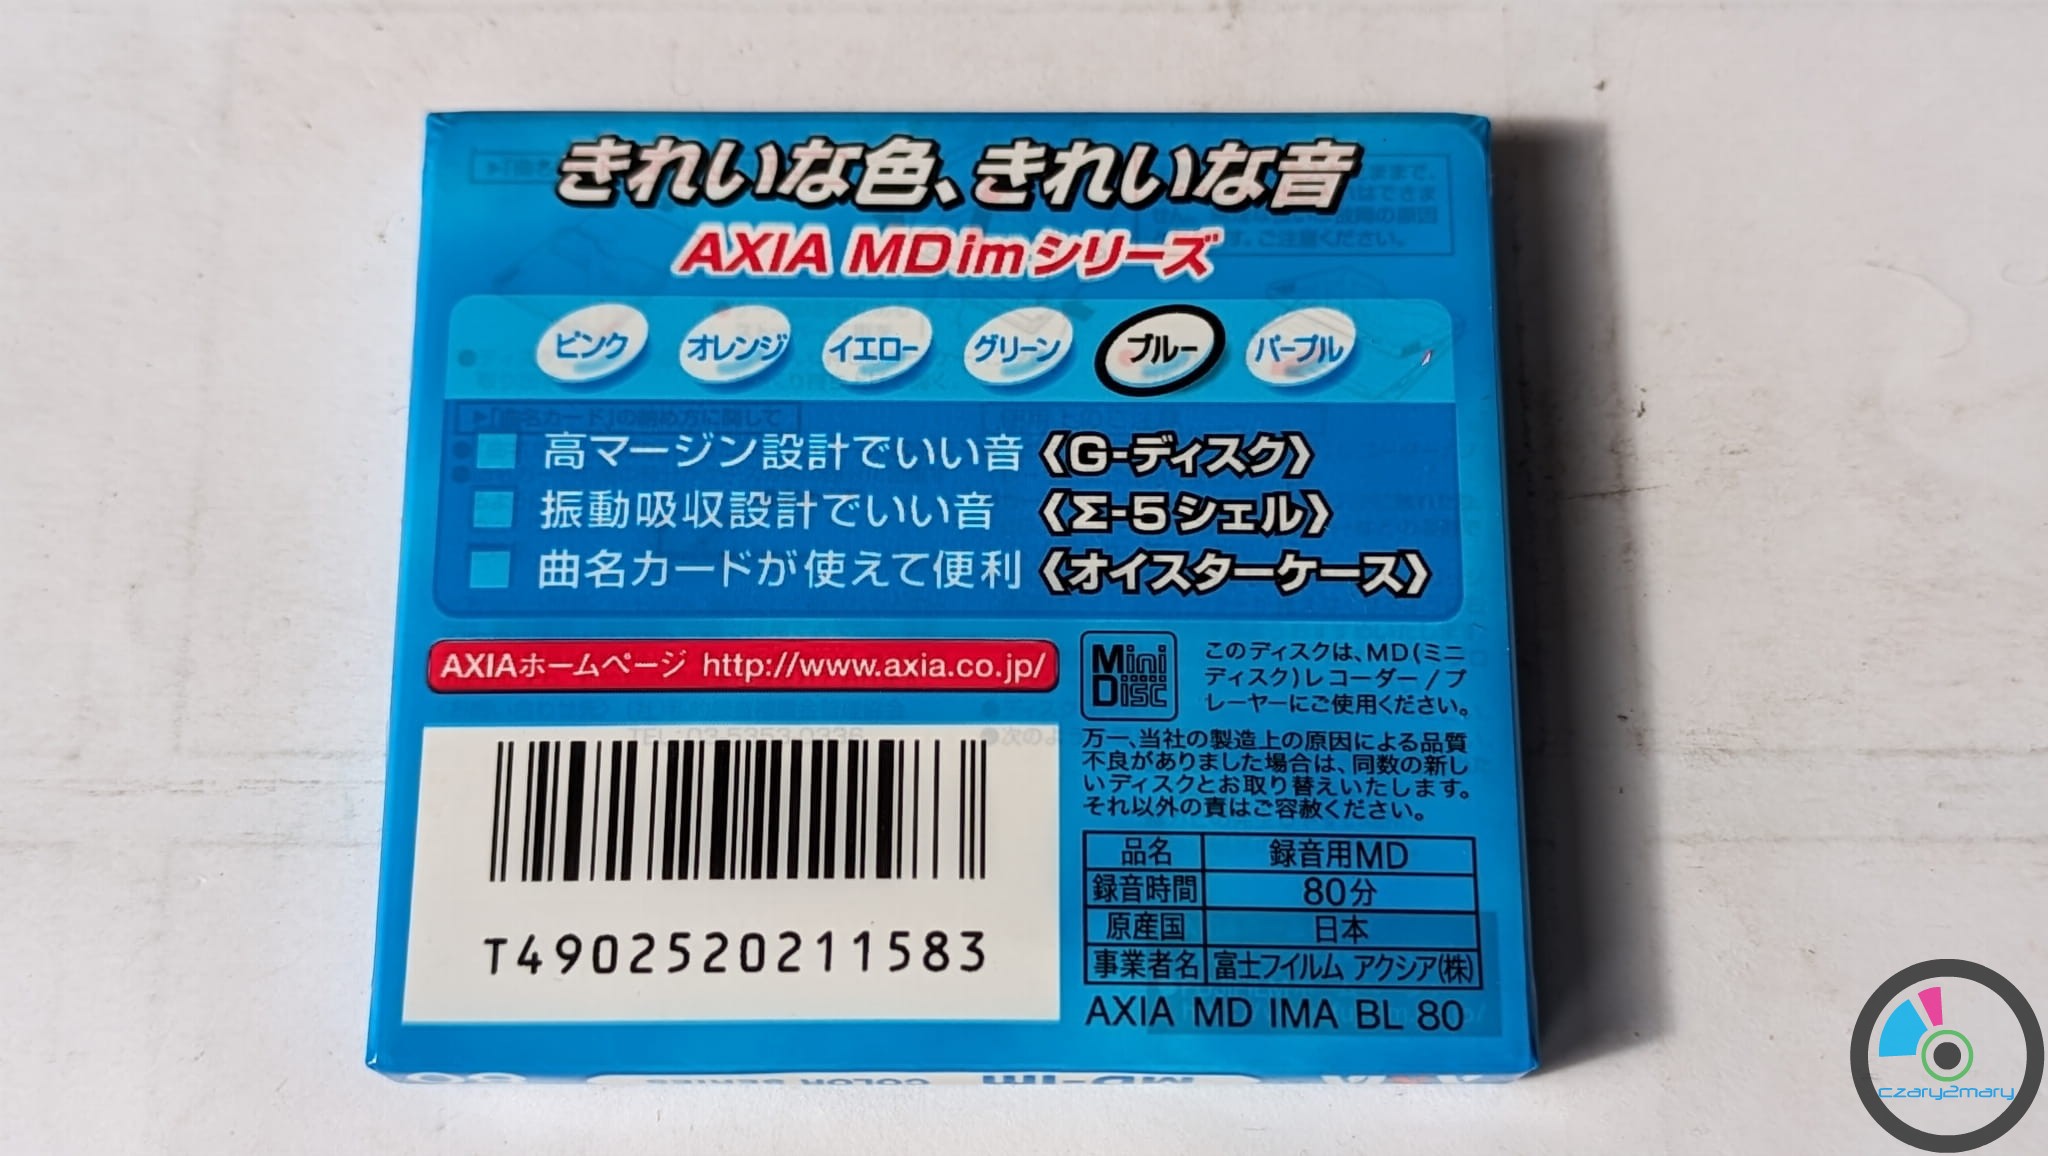 きれいな色、きれいな音
AXIA MDimシリーズ
ピンク オレンジ イエロー グリーン ブルー パープル
高マージン設計でいい音《G-ディスク》
振動吸収設計でいい音《Σ-5シェル》
曲名カードが使えて便利《オイスターケース》
AXIAホームページ http://www.axia.co.jp/
Mini Disc
このディスクは、MD(ミニ
ディスク)レコーダー/プ
レーヤーにご使用ください。
万一、当社の製造上の原因による品質
不良がありました場合は、同数の新し
いディスクとお取り替えいたします。
それ以外の責はご容赦ください。
品名 録音用MD
録音時間 80分
原産国 日本
事業者名 富士フイルム アクシア(株)
AXIA MD IMA BL 80
T4902520211583
czary2mary